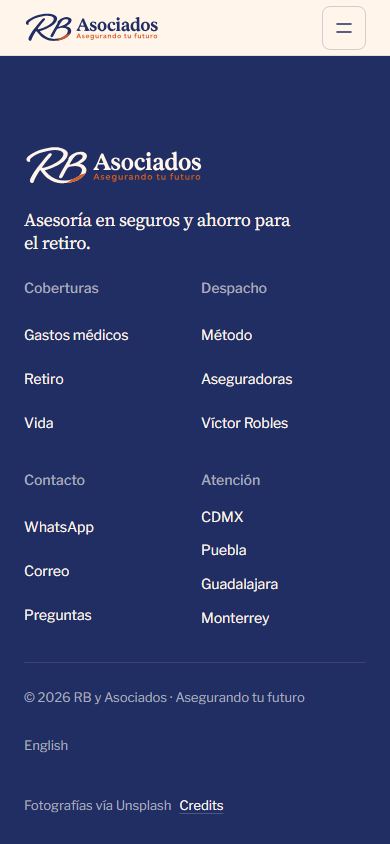 RB Asociados
Asegurando tu futuro
RB Asociados
Asegurando tu futuro
Asesoría en seguros y ahorro para
el retiro.
Coberturas
Gastos médicos
Retiro
Vida
Despacho
Método
Aseguradoras
Víctor Robles
Contacto
WhatsApp
Correo
Preguntas
Atención
CDMX
Puebla
Guadalajara
Monterrey
© 2026 RB y Asociados · Asegurando tu futuro
English
Fotografías vía Unsplash Credits